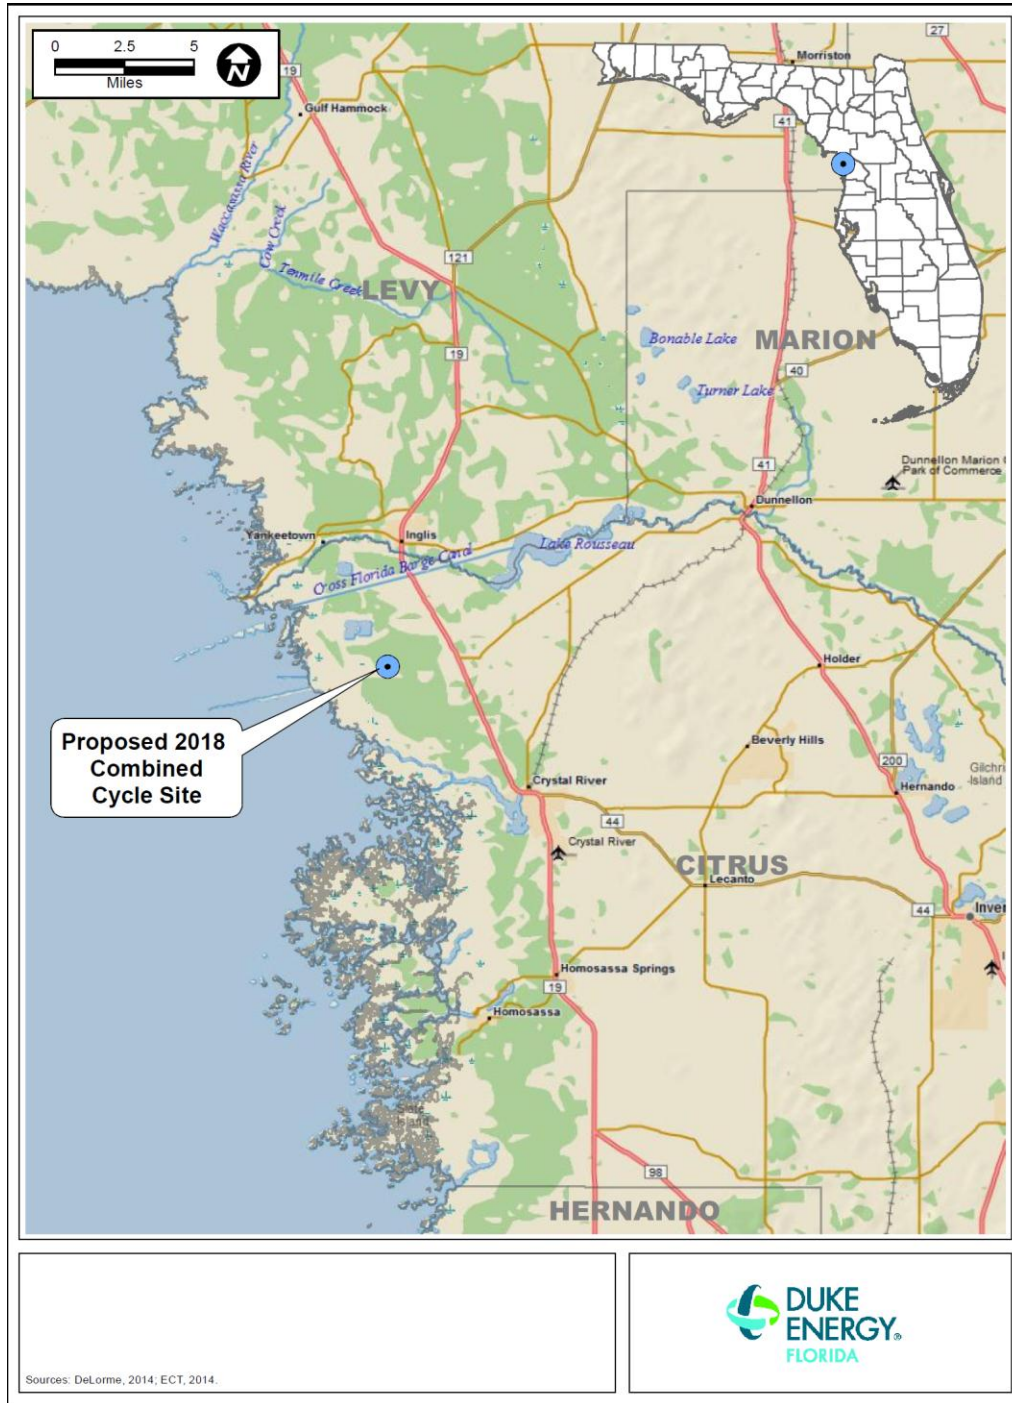 0 2.5 5
Miles
N
27
Morriston
19
Gulf Hammock
41
Waccasassa River
Cow Creek
121
Tenmile Creek
LEVY
Bonable Lake
MARION
19
40
Turner Lake
Dunnellon Marion
Park of Commerce
41
Dunnellon
Yankeetown
Inglis
Lake Rousseau
Cross Florida Barge Canal
Holder
Proposed 2018
Combined
Cycle Site
Beverly Hills
200
Gilchri
Island
Crystal River
Hernando
44
Crystal River
CITRUS
Lecanto
44
Inver
Homosassa Springs
19
Homosassa
98
HERNANDO
DUKE
ENERGY®
FLORIDA
Sources: DeLorme, 2014; ECT, 2014.